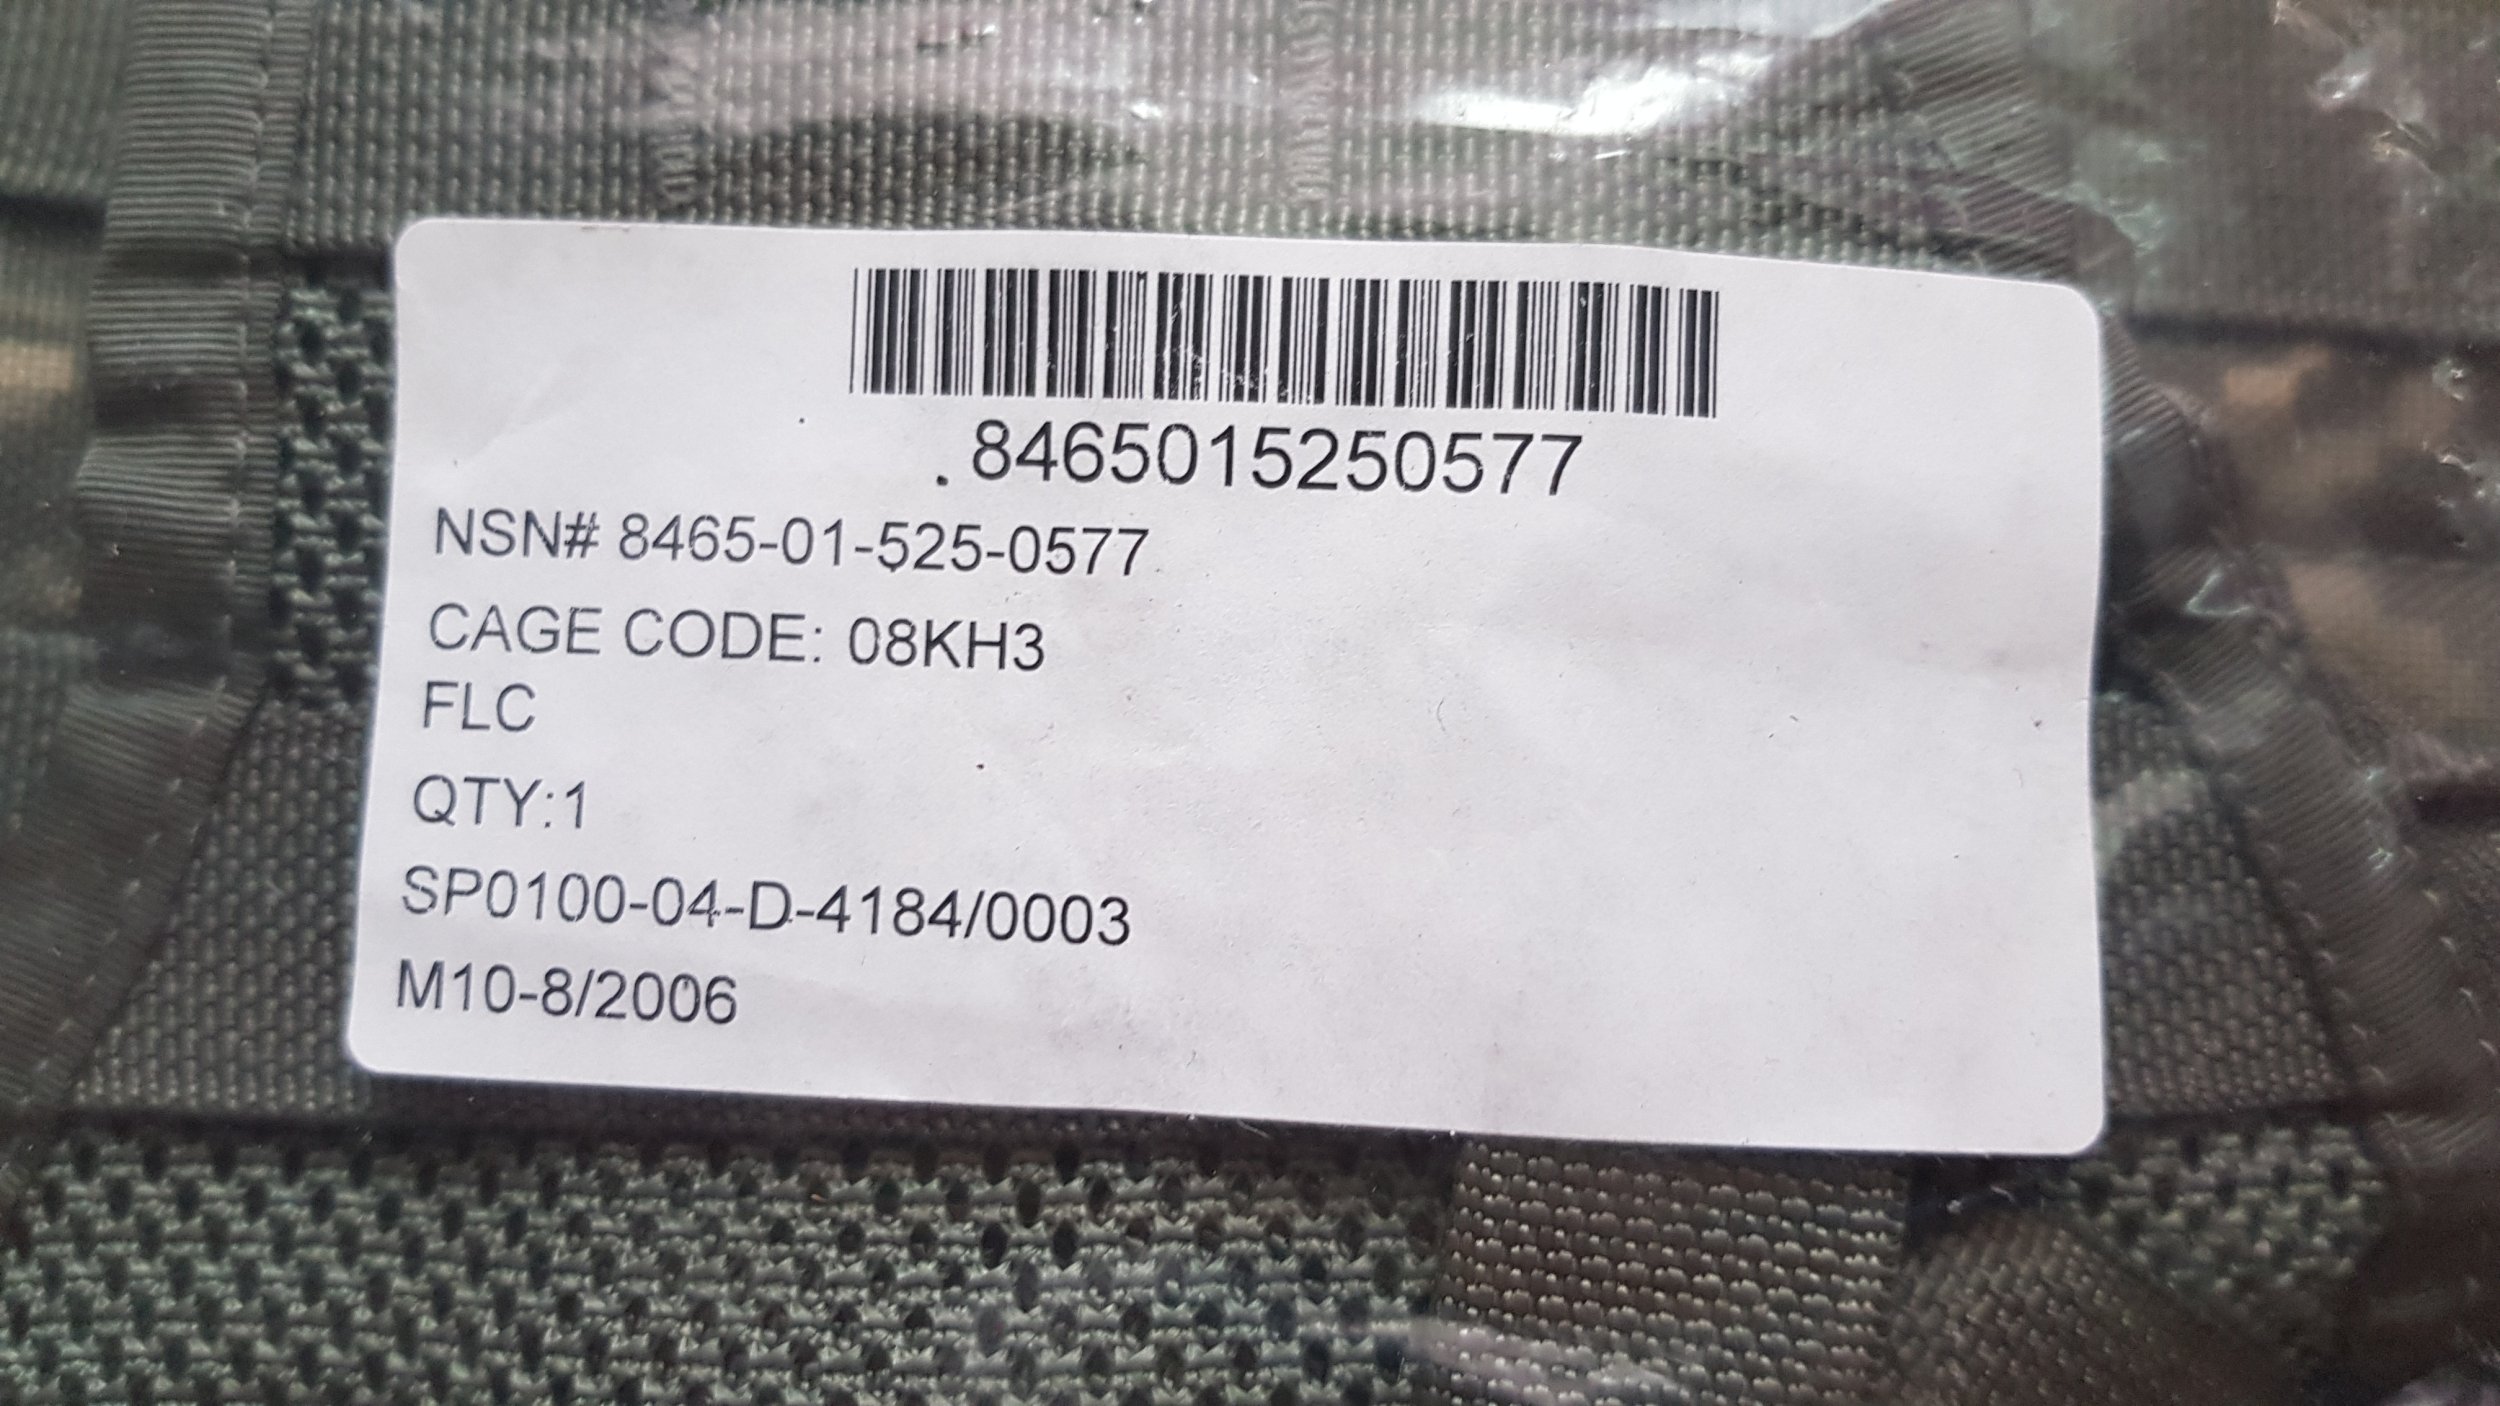 .8465015250577
NSN# 8465-01-525-0577
CAGE CODE: 08KH3
FLC
QTY:1
SP0100-04-D-4184/0003
M10-8/2006